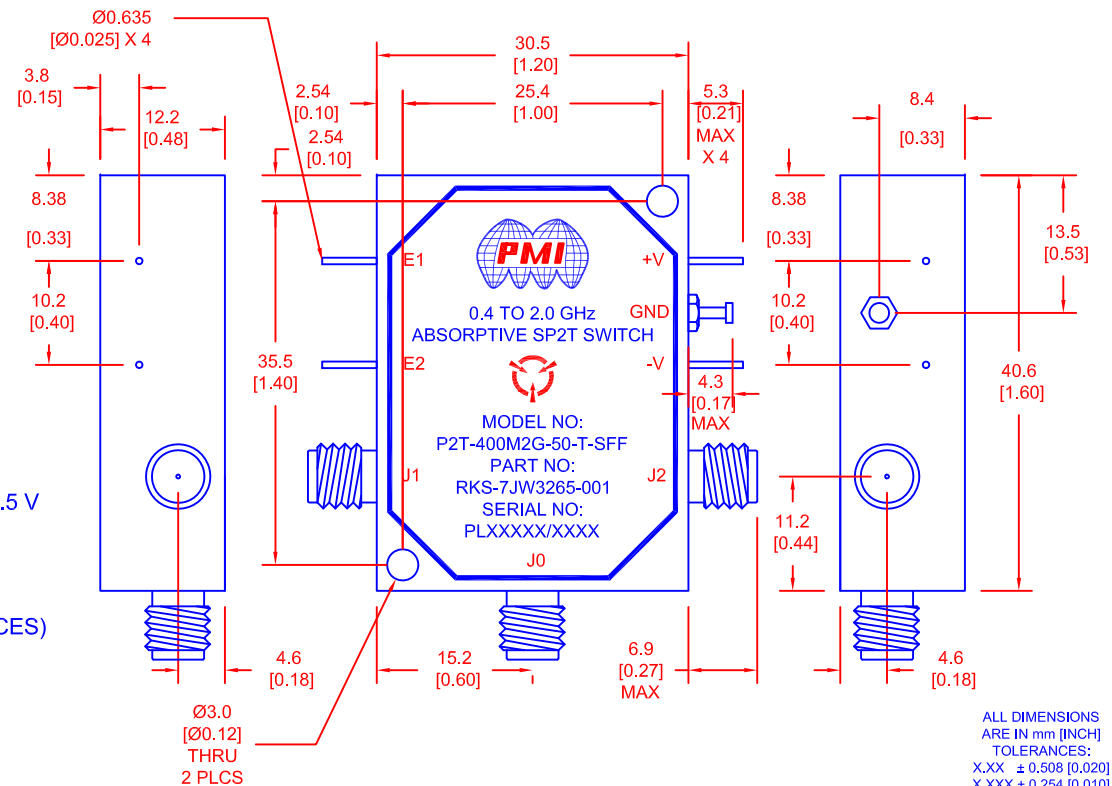 Ø0.635
[Ø0.025] X 4
3.8
[0.15]
12.2
[0.48]
2.54
[0.10]
2.54
[0.10]
30.5
[1.20]
25.4
[1.00]
5.3
[0.21]
MAX
X 4
8.4
[0.33]
8.38
[0.33]
10.2
[0.40]
8.38
[0.33]
10.2
[0.40]
13.5
[0.53]
40.6
[1.60]
35.5
[1.40]
E1
E2
+V
GND
-V
4.3
[0.17]
MAX
PMI
0.4 TO 2.0 GHz
ABSORPTIVE SP2T SWITCH
MODEL NO:
P2T-400M2G-50-T-SFF
PART NO:
RKS-7JW3265-001
SERIAL NO:
PLXXXXX/XXXX
J1
J2
J0
.5 V
CES)
11.2
[0.44]
4.6
[0.18]
15.2
[0.60]
6.9
[0.27]
MAX
4.6
[0.18]
Ø3.0
[Ø0.12]
THRU
2 PLCS
ALL DIMENSIONS
ARE IN mm [INCH]
TOLERANCES:
X.XX ± 0.508 [0.020]
X.XXX ± 0.254 [0.010]